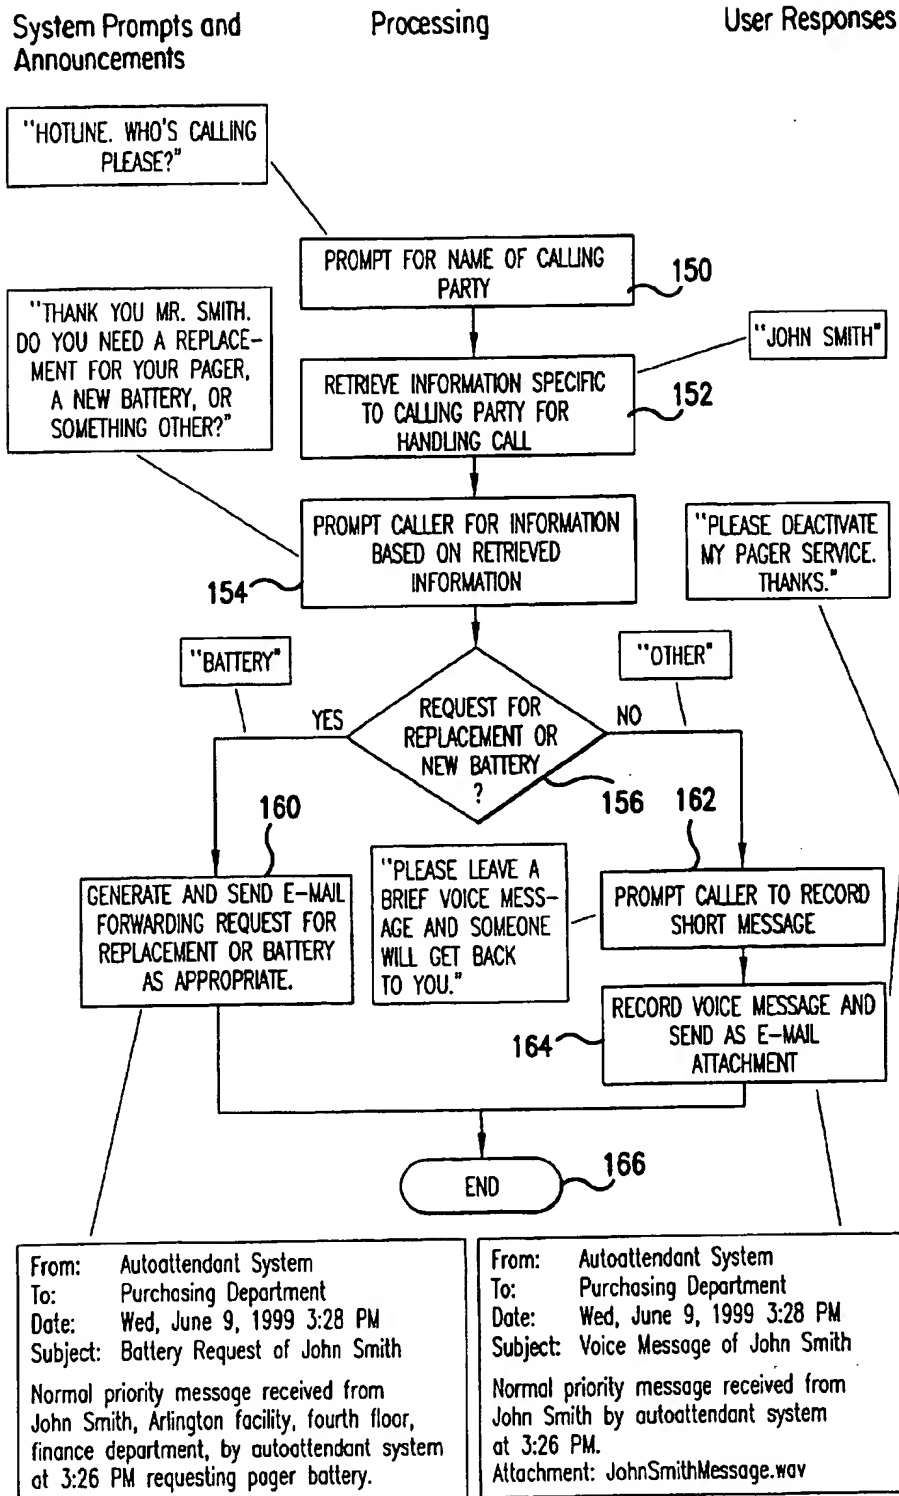 System Prompts and
Announcements
Processing
User Responses
"HOTLINE. WHO'S CALLING
PLEASE?"
PROMPT FOR NAME OF CALLING
PARTY
150
"THANK YOU MR. SMITH.
DO YOU NEED A REPLACE-
MENT FOR YOUR PAGER,
A NEW BATTERY, OR
SOMETHING OTHER?"
"JOHN SMITH"
RETRIEVE INFORMATION SPECIFIC
TO CALLING PARTY FOR
HANDLING CALL
152
PROMPT CALLER FOR INFORMATION
BASED ON RETRIEVED
INFORMATION
154
"PLEASE DEACTIVATE
MY PAGER SERVICE.
THANKS."
"BATTERY"
"OTHER"
YES
REQUEST FOR
REPLACEMENT OR
NEW BATTERY
?
NO
156
160
162
GENERATE AND SEND E-MAIL
FORWARDING REQUEST FOR
REPLACEMENT OR BATTERY
AS APPROPRIATE.
"PLEASE LEAVE A
BRIEF VOICE MESS-
AGE AND SOMEONE
WILL GET BACK
TO YOU."
PROMPT CALLER TO RECORD
SHORT MESSAGE
RECORD VOICE MESSAGE AND
SEND AS E-MAIL
ATTACHMENT
164
END
166
From: Autoattendant System
To: Purchasing Department
Date: Wed, June 9, 1999 3:28 PM
Subject: Battery Request of John Smith
Normal priority message received from
John Smith, Arlington facility, fourth floor,
finance department, by autoattendant system
at 3:26 PM requesting pager battery.
From: Autoattendant System
To: Purchasing Department
Date: Wed, June 9, 1999 3:28 PM
Subject: Voice Message of John Smith
Normal priority message received from
John Smith by autoattendant system
at 3:26 PM.
Attachment: JohnSmithMessage.wav